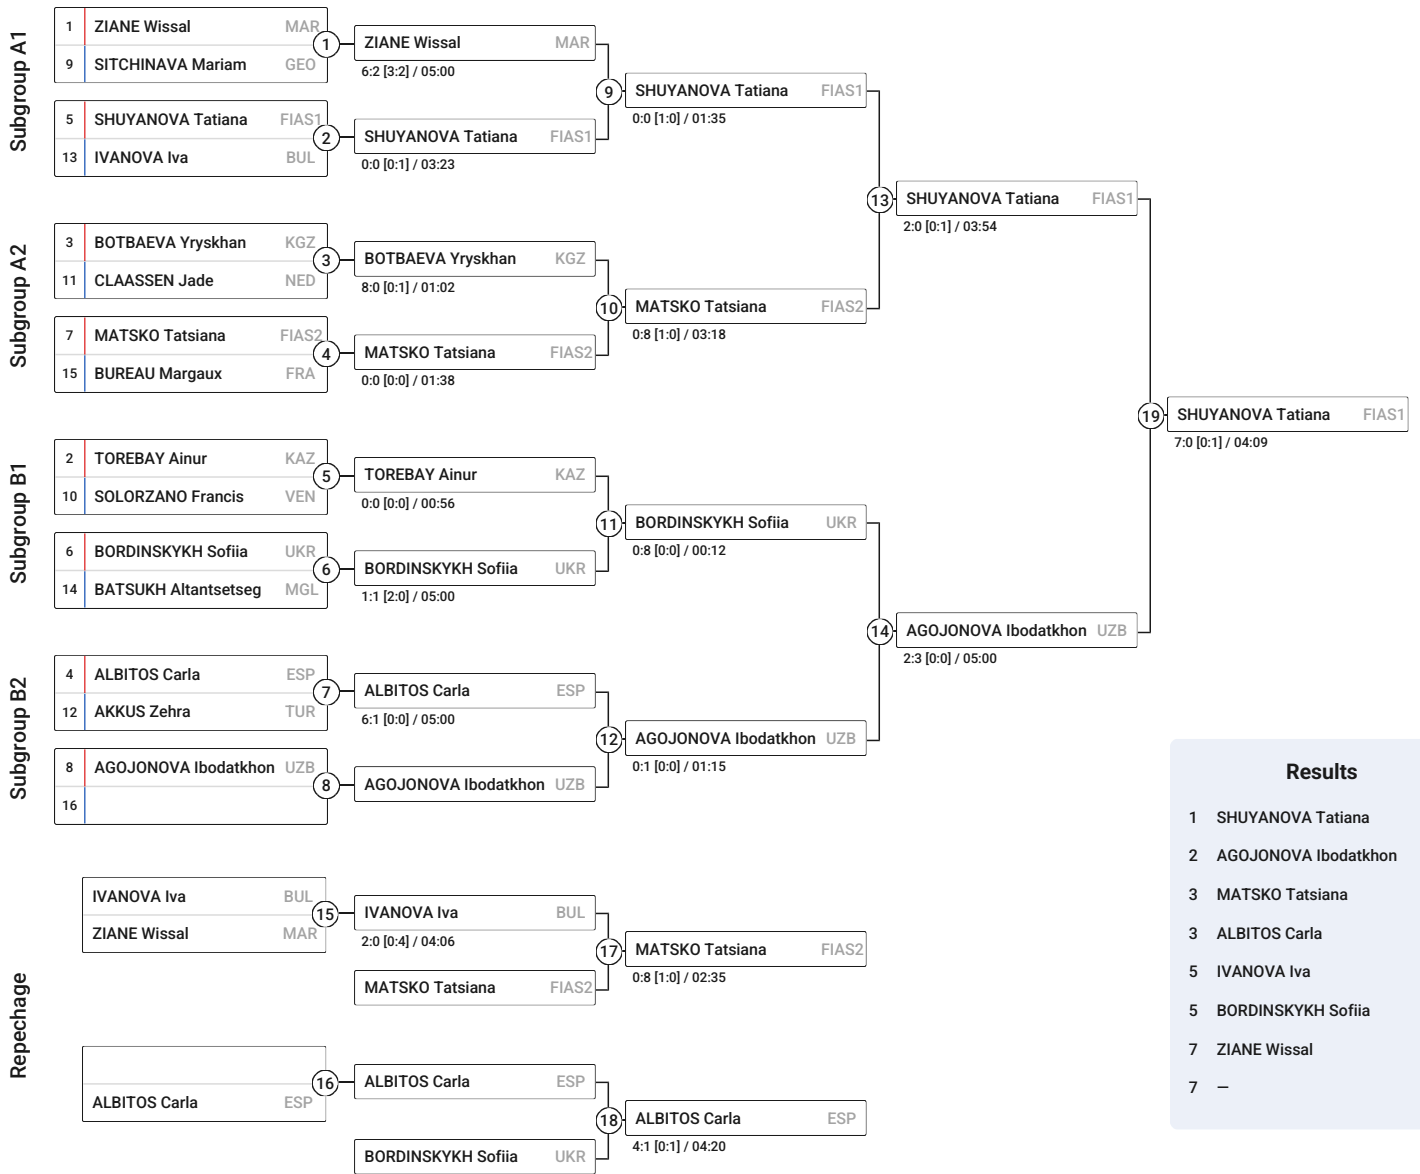 Subgroup A1
1 ZIANE Wissal MAR
9 SITCHINAVA Mariam GEO
1
ZIANE Wissal MAR
6:2 [3:2] / 05:00
5 SHUYANOVA Tatiana FIAS1
13 IVANOVA Iva BUL
2
SHUYANOVA Tatiana FIAS1
0:0 [0:1] / 03:23
9
SHUYANOVA Tatiana FIAS1
0:0 [1:0] / 01:35
Subgroup A2
3 BOTBAEVA Yryskhan KGZ
11 CLAASSEN Jade NED
3
BOTBAEVA Yryskhan KGZ
8:0 [0:1] / 01:02
7 MATSKO Tatsiana FIAS2
15 BUREAU Margaux FRA
4
MATSKO Tatsiana FIAS2
0:0 [0:0] / 01:38
10
MATSKO Tatsiana FIAS2
0:8 [1:0] / 03:18
13
SHUYANOVA Tatiana FIAS1
2:0 [0:1] / 03:54
Subgroup B1
2 TOREBAY Ainur KAZ
10 SOLORZANO Francis VEN
5
TOREBAY Ainur KAZ
0:0 [0:0] / 00:56
6 BORDINSKYKH Sofiia UKR
14 BATSUKH Altantsetseg MGL
6
BORDINSKYKH Sofiia UKR
1:1 [2:0] / 05:00
11
BORDINSKYKH Sofiia UKR
0:8 [0:0] / 00:12
Subgroup B2
4 ALBITOS Carla ESP
12 AKKUS Zehra TUR
7
ALBITOS Carla ESP
6:1 [0:0] / 05:00
8 AGOJONOVA Ibodatkhon UZB
16
8
AGOJONOVA Ibodatkhon UZB
12
AGOJONOVA Ibodatkhon UZB
0:1 [0:0] / 01:15
14
AGOJONOVA Ibodatkhon UZB
2:3 [0:0] / 05:00
19
SHUYANOVA Tatiana FIAS1
7:0 [0:1] / 04:09
Repechage
IVANOVA Iva BUL
ZIANE Wissal MAR
15
IVANOVA Iva BUL
2:0 [0:4] / 04:06
MATSKO Tatsiana FIAS2
17
MATSKO Tatsiana FIAS2
0:8 [1:0] / 02:35
ALBITOS Carla ESP
16
ALBITOS Carla ESP
BORDINSKYKH Sofiia UKR
18
ALBITOS Carla ESP
4:1 [0:1] / 04:20
Results
1 SHUYANOVA Tatiana
2 AGOJONOVA Ibodatkhon
3 MATSKO Tatsiana
3 ALBITOS Carla
5 IVANOVA Iva
5 BORDINSKYKH Sofiia
7 ZIANE Wissal
7 —